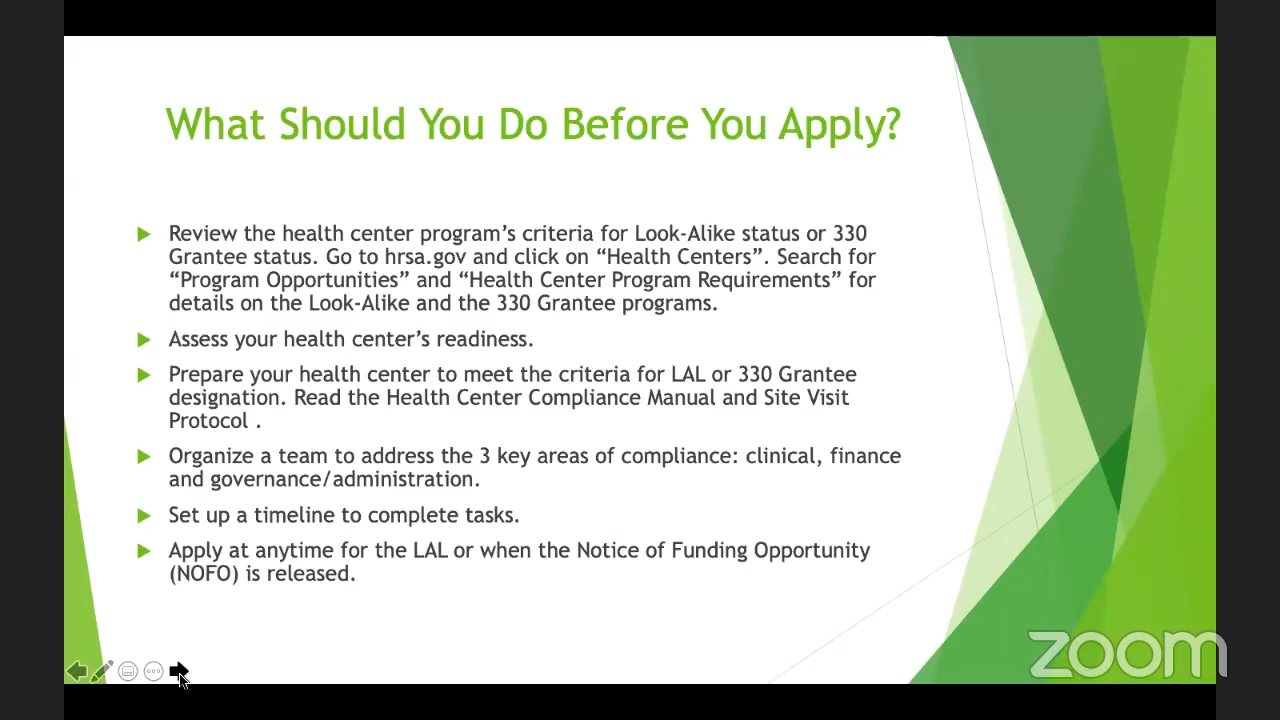 What Should You Do Before You Apply?
Review the health center program’s criteria for Look-Alike status or 330
Grantee status. Go to hrsa.gov and click on “Health Centers”. Search for
“Program Opportunities” and “Health Center Program Requirements” for
details on the Look-Alike and the 330 Grantee programs.
Assess your health center’s readiness.
Prepare your health center to meet the criteria for LAL or 330 Grantee
designation. Read the Health Center Compliance Manual and Site Visit
Protocol .
Organize a team to address the 3 key areas of compliance: clinical, finance
and governance/administration.
Set up a timeline to complete tasks.
Apply at anytime for the LAL or when the Notice of Funding Opportunity
(NOFO) is released.
zoom